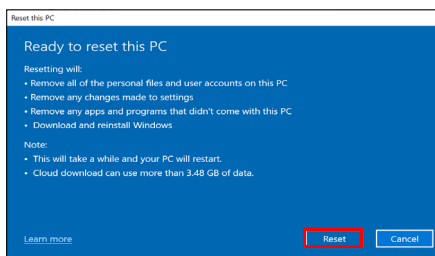 Reset this PC
Ready to reset this PC
Resetting will:
• Remove all of the personal files and user accounts on this PC
• Remove any changes made to settings
• Remove any apps and programs that didn't come with this PC
• Download and reinstall Windows
Note:
• This will take a while and your PC will restart.
• Cloud download can use more than 3.48 GB of data.
Learn more
Reset
Cancel